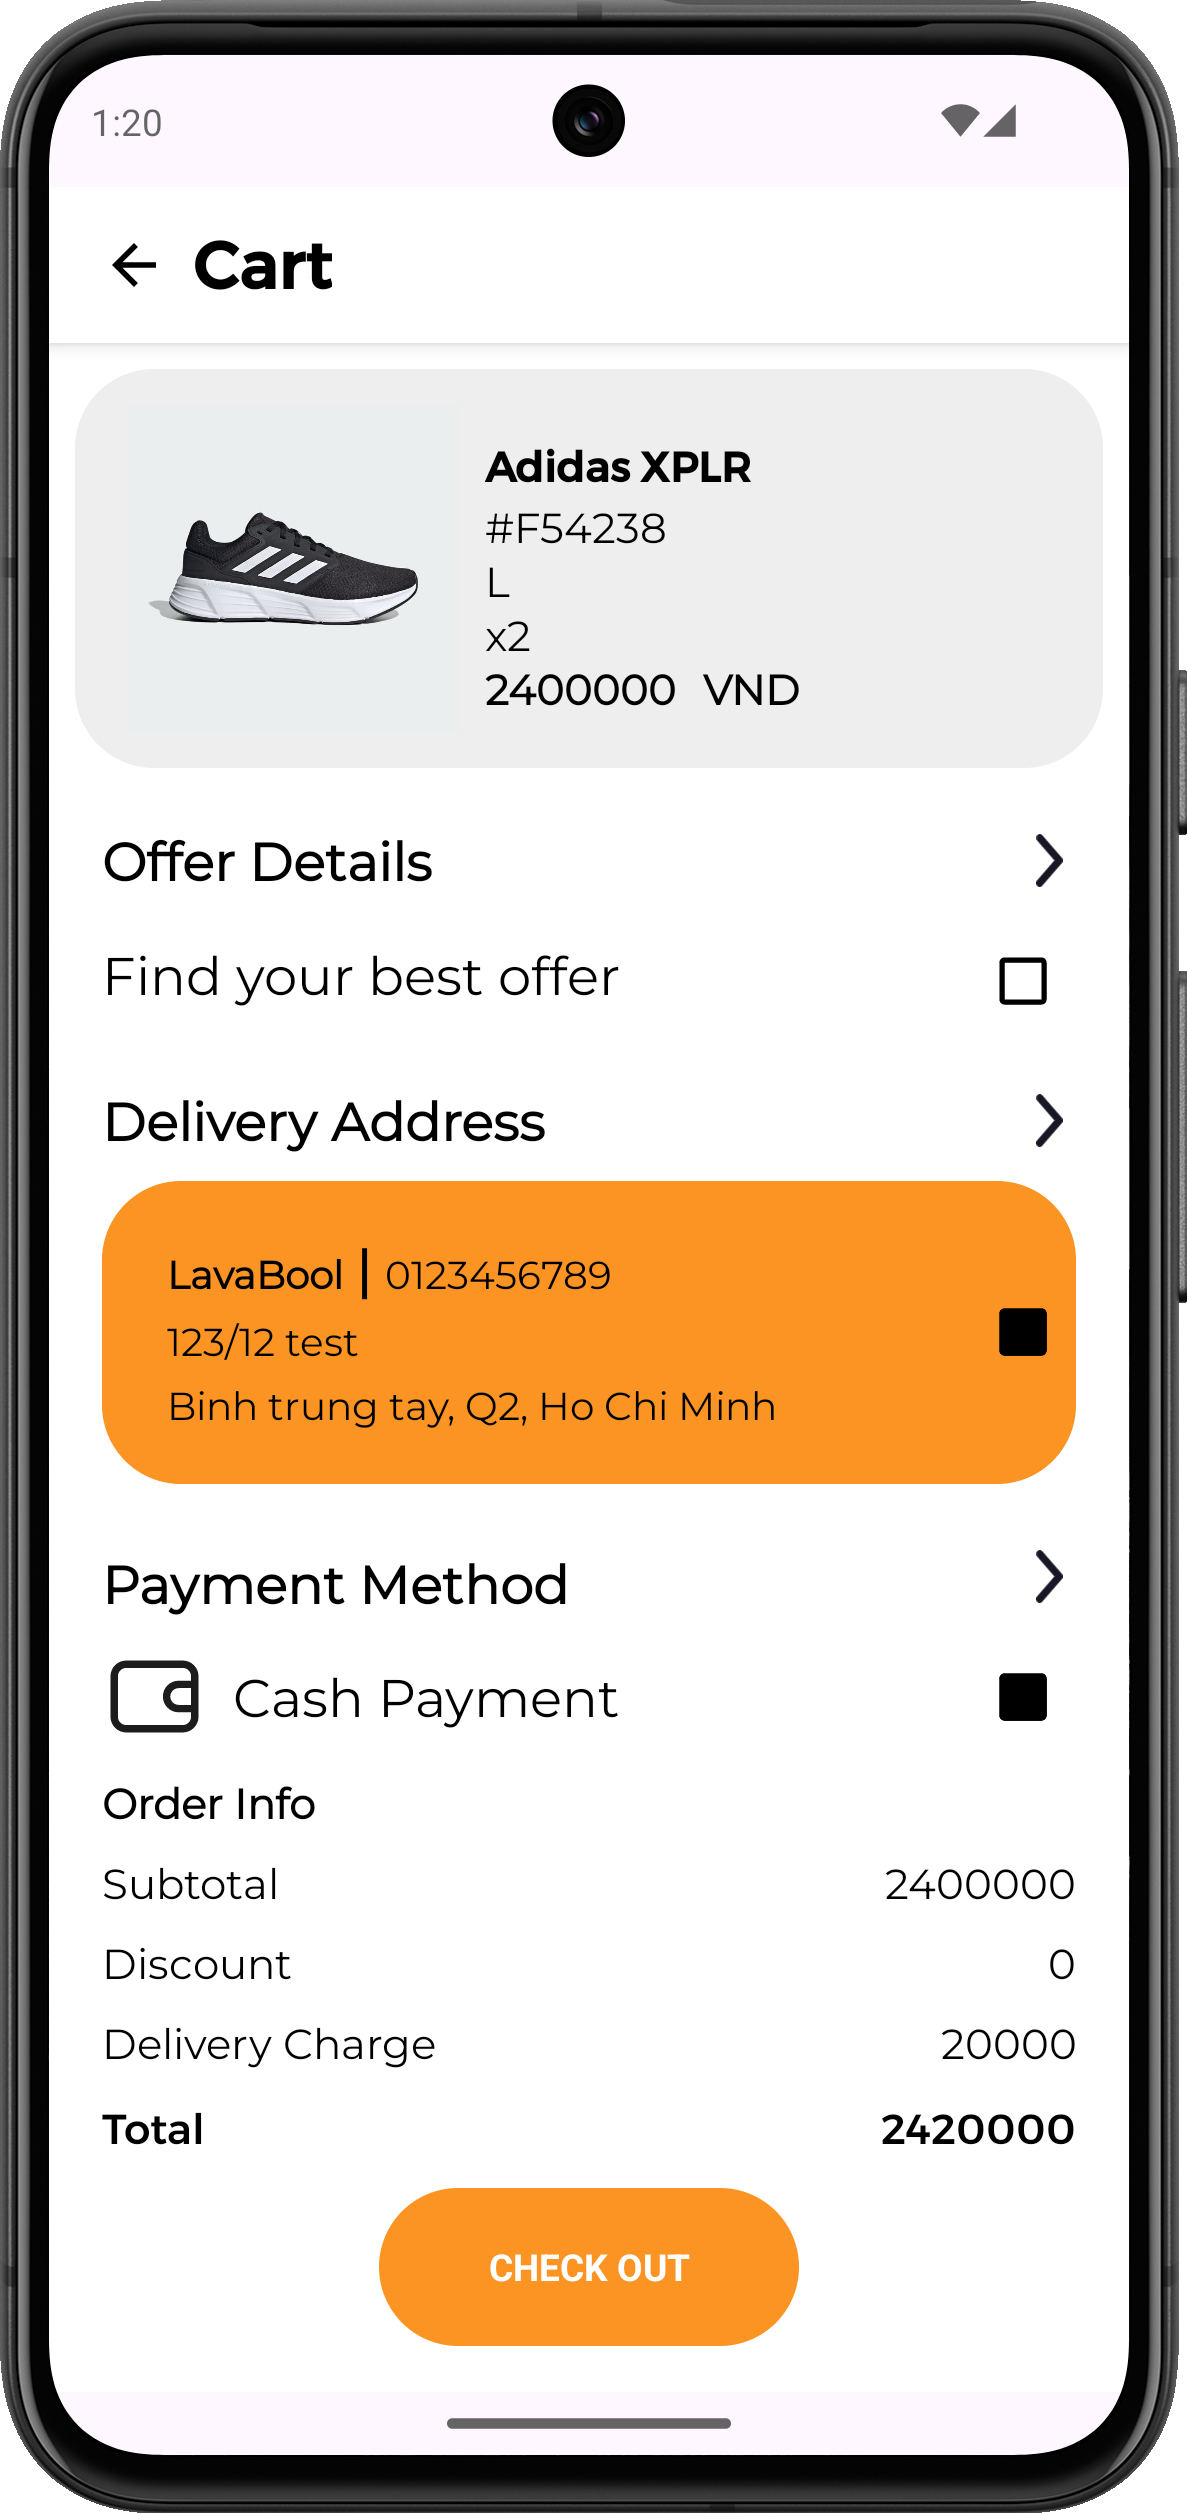 1:20
Cart
Adidas XPLR
#F54238
L
x2
2400000 VND
Offer Details
Find your best offer
Delivery Address
LavaBool | 0123456789
123/12 test
Binh trung tay, Q2, Ho Chi Minh
Payment Method
Cash Payment
Order Info
Subtotal 2400000
Discount 0
Delivery Charge 20000
Total 2420000
CHECK OUT